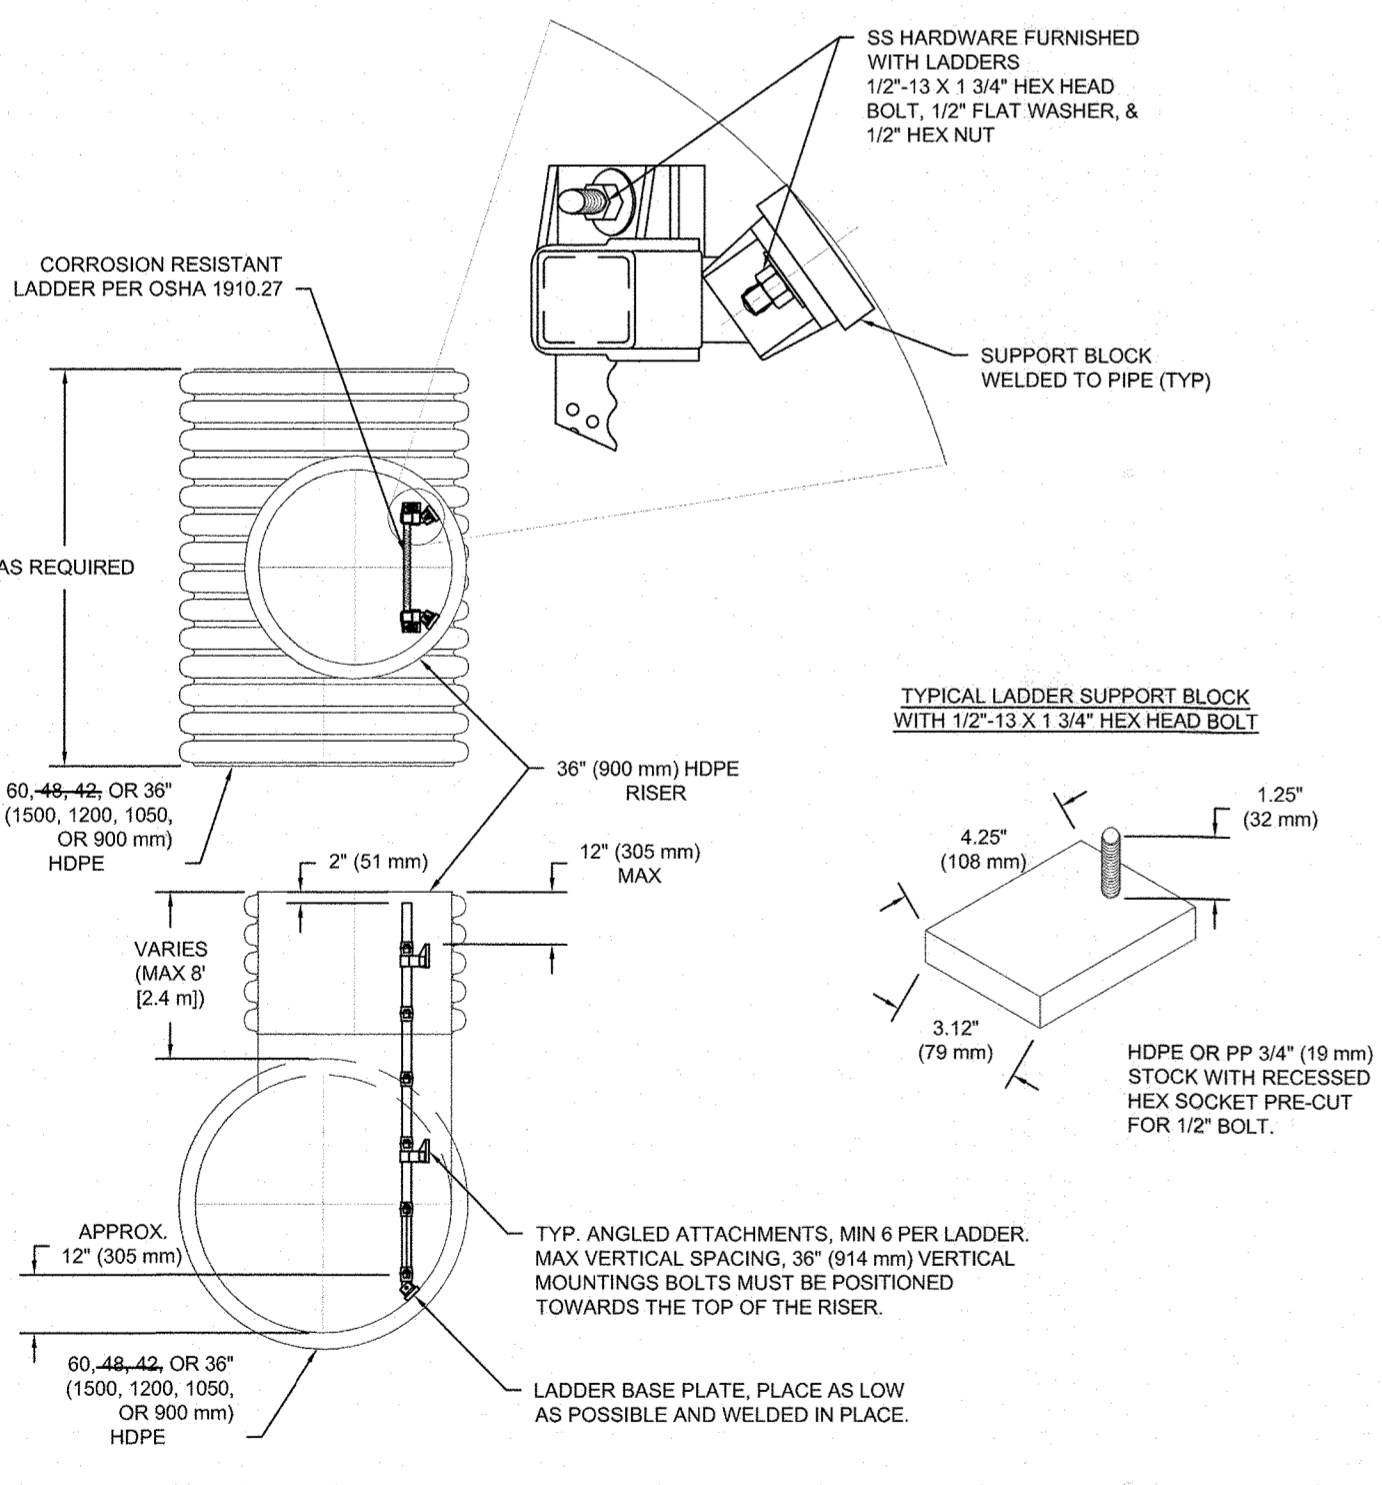 SS HARDWARE FURNISHED
WITH LADDERS
1/2"-13 X 1 3/4" HEX HEAD
BOLT, 1/2" FLAT WASHER, &
1/2" HEX NUT
CORROSION RESISTANT
LADDER PER OSHA 1910.27
SUPPORT BLOCK
WELDED TO PIPE (TYP)
AS REQUIRED
TYPICAL LADDER SUPPORT BLOCK
WITH 1/2"-13 X 1 3/4" HEX HEAD BOLT
36" (900 mm) HDPE
RISER
60, 48, 42, OR 36"
(1500, 1200, 1050,
OR 900 mm)
HDPE
2" (51 mm)
12" (305 mm)
MAX
1.25"
(32 mm)
4.25"
(108 mm)
VARIES
(MAX 8'
[2.4 m])
3.12"
(79 mm)
HDPE OR PP 3/4" (19 mm)
STOCK WITH RECESSED
HEX SOCKET PRE-CUT
FOR 1/2" BOLT.
APPROX.
12" (305 mm)
TYP. ANGLED ATTACHMENTS, MIN 6 PER LADDER.
MAX VERTICAL SPACING, 36" (914 mm) VERTICAL
MOUNTINGS BOLTS MUST BE POSITIONED
TOWARDS THE TOP OF THE RISER.
60, 48, 42, OR 36"
(1500, 1200, 1050,
OR 900 mm)
HDPE
LADDER BASE PLATE, PLACE AS LOW
AS POSSIBLE AND WELDED IN PLACE.